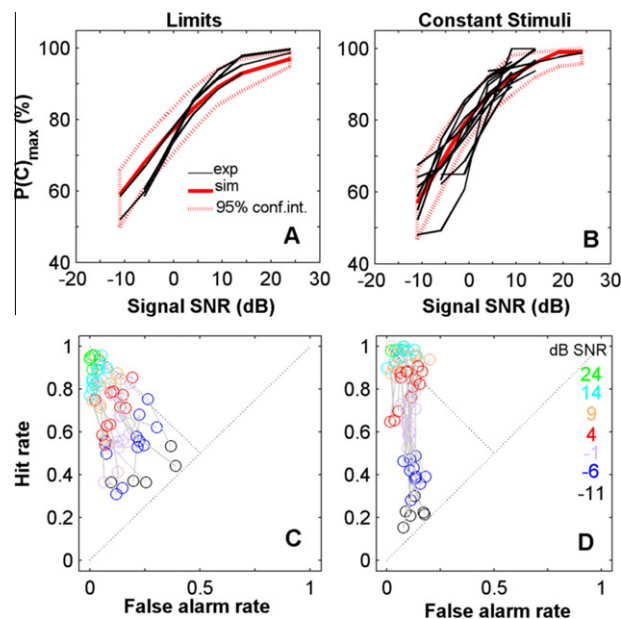 Limits
Constant Stimuli
P(C)max (%)
100
80
60
40
exp
sim
95% conf.int.
A
-20 -10 0 10 20 30
Signal SNR (dB)
100
80
60
40
B
-20 -10 0 10 20 30
Signal SNR (dB)
Hit rate
1
0.8
0.6
0.4
0.2
0
C
0 0.5 1
False alarm rate
1
0.8
0.6
0.4
0.2
0
dB SNR
24
14
9
4
-1
-6
-11
D
0 0.5 1
False alarm rate